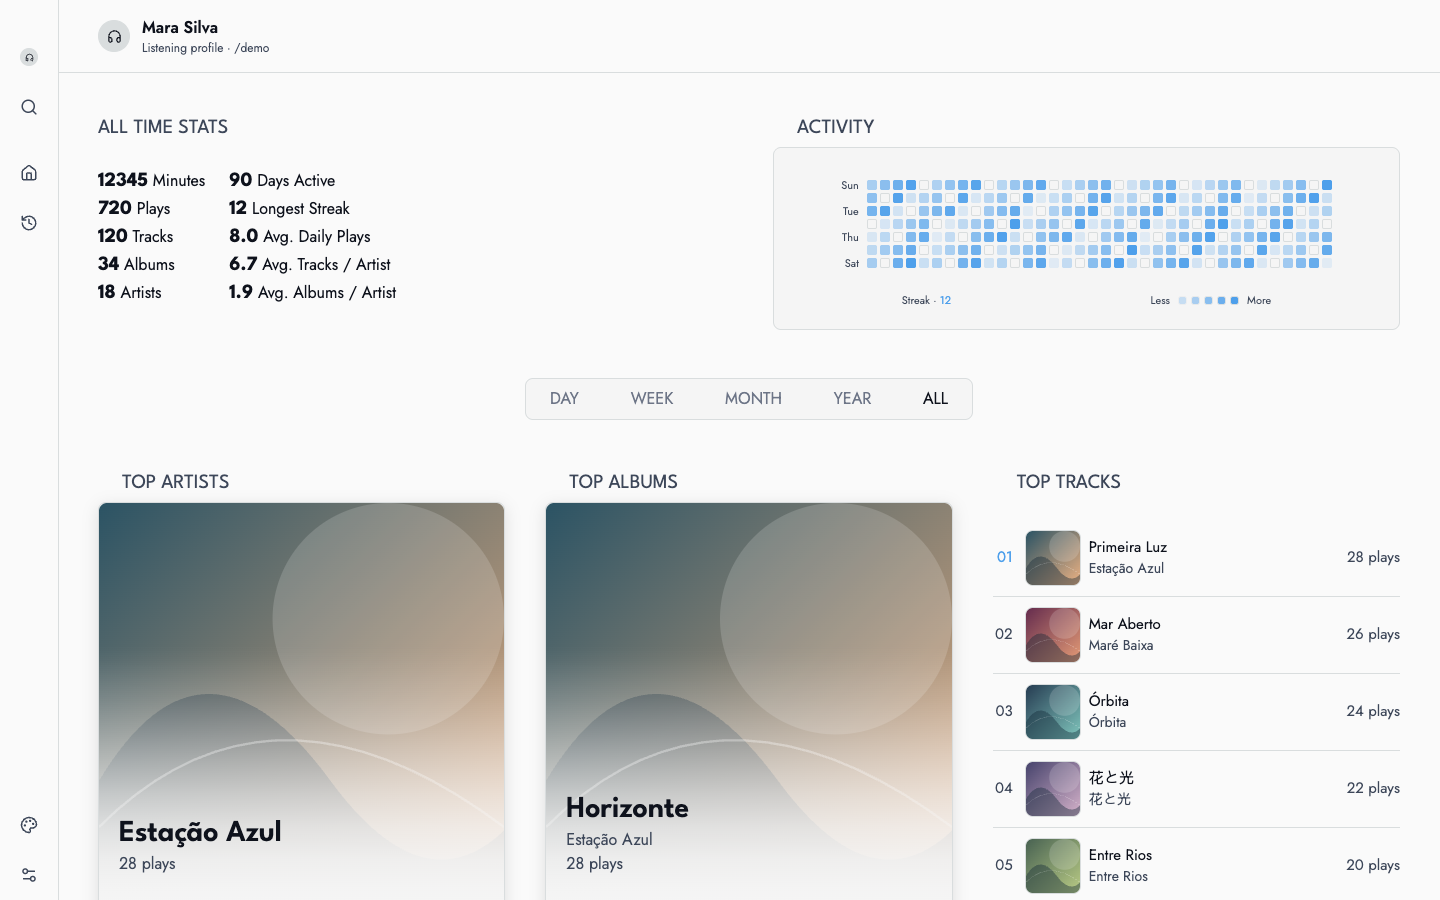 Mara Silva
Listening profile · /demo
ALL TIME STATS
12345 Minutes
720 Plays
120 Tracks
34 Albums
18 Artists
90 Days Active
12 Longest Streak
8.0 Avg. Daily Plays
6.7 Avg. Tracks / Artist
1.9 Avg. Albums / Artist
ACTIVITY
Sun
Tue
Thu
Sat
Streak · 12
Less
More
DAY WEEK MONTH YEAR ALL
TOP ARTISTS
Estação Azul
28 plays
TOP ALBUMS
Horizonte
Estação Azul
28 plays
TOP TRACKS
01
Primeira Luz
Estação Azul
28 plays
02
Mar Aberto
Maré Baixa
26 plays
03
Órbita
Órbita
24 plays
04
花と光
花と光
22 plays
05
Entre Rios
Entre Rios
20 plays